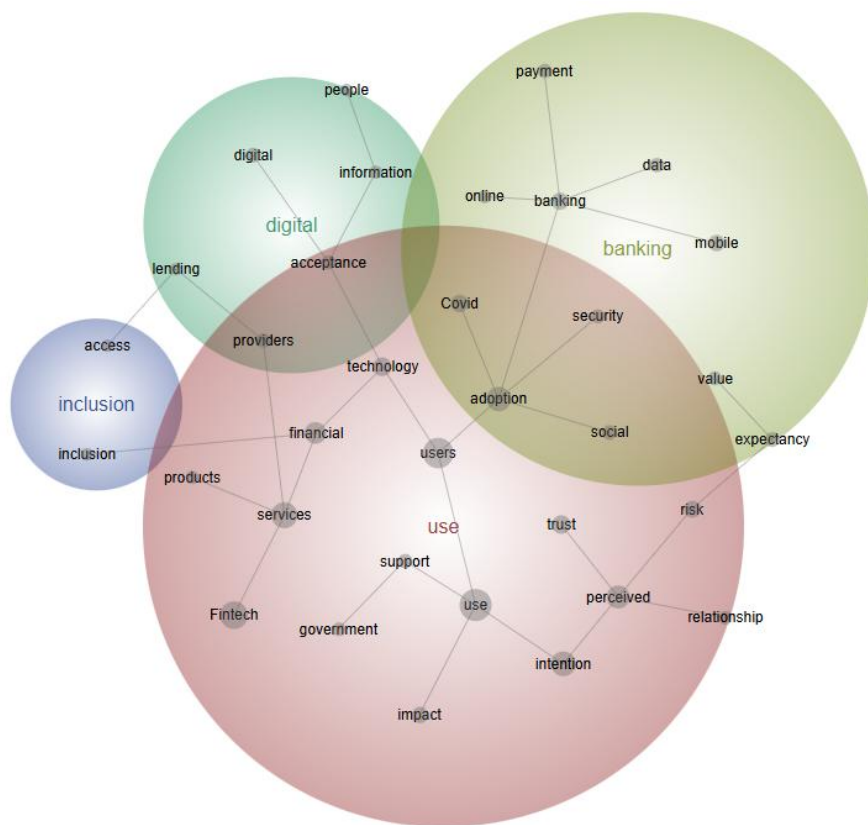 payment
people
digital
information
data
online
banking
digital
mobile
banking
acceptance
lending
Covid
security
access
providers
technology
value
inclusion
adoption
financial
social
expectancy
inclusion
users
products
services
risk
use
trust
support
use
perceived
Fintech
government
relationship
intention
impact